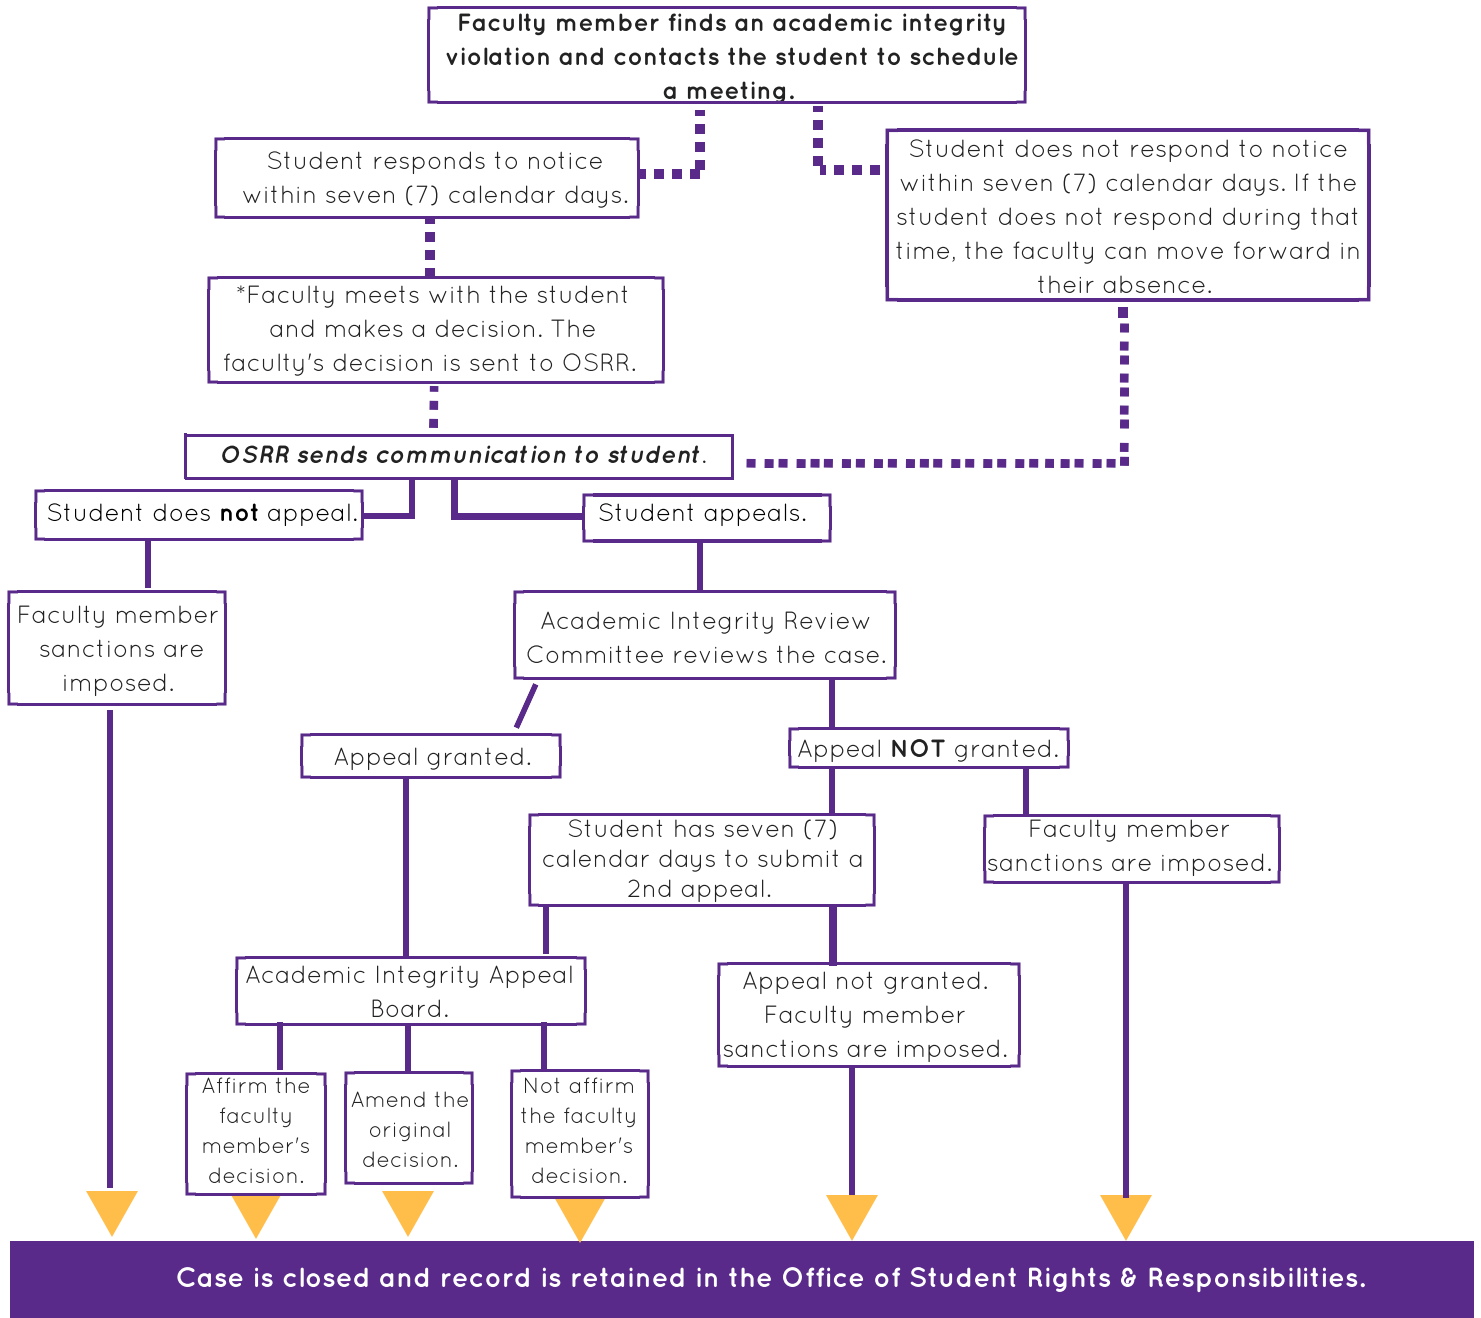 Faculty member finds an academic integrity
violation and contacts the student to schedule
a meeting.
Student responds to notice
within seven (7) calendar days.
Student does not respond to notice
within seven (7) calendar days. If the
student does not respond during that
time, the faculty can move forward in
their absence.
*Faculty meets with the student
and makes a decision. The
faculty's decision is sent to OSRR.
OSRR sends communication to student.
Student does not appeal.
Student appeals.
Faculty member
sanctions are
imposed.
Academic Integrity Review
Committee reviews the case.
Appeal granted.
Appeal NOT granted.
Student has seven (7)
calendar days to submit a
2nd appeal.
Faculty member
sanctions are imposed.
Academic Integrity Appeal
Board.
Appeal not granted.
Faculty member
sanctions are imposed.
Affirm the
faculty
member's
decision.
Amend the
original
decision.
Not affirm
the faculty
member's
decision.
Case is closed and record is retained in the Office of Student Rights & Responsibilities.